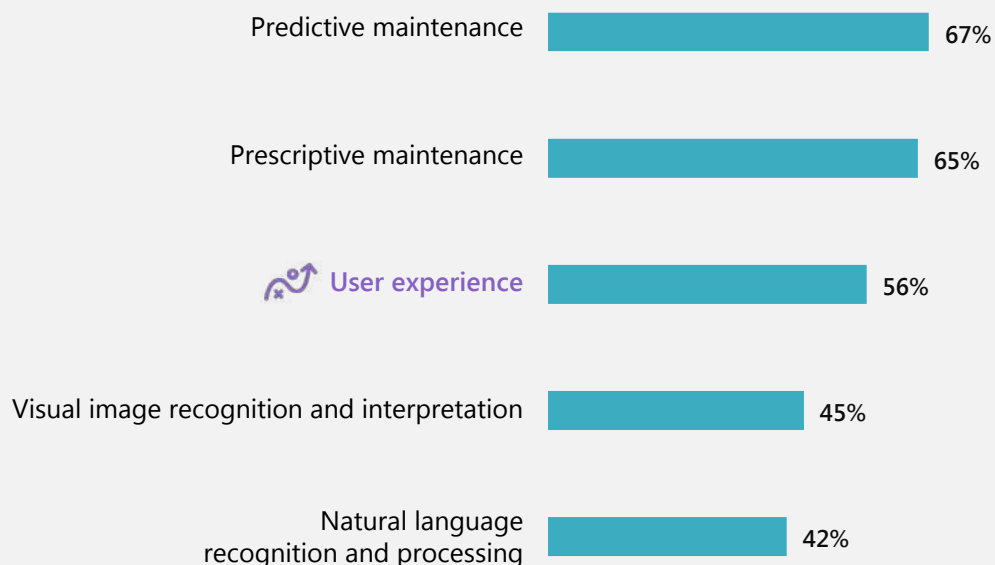 Predictive maintenance
67%
Prescriptive maintenance
65%
User experience
56%
Visual image recognition and interpretation
45%
Natural language
recognition and processing
42%